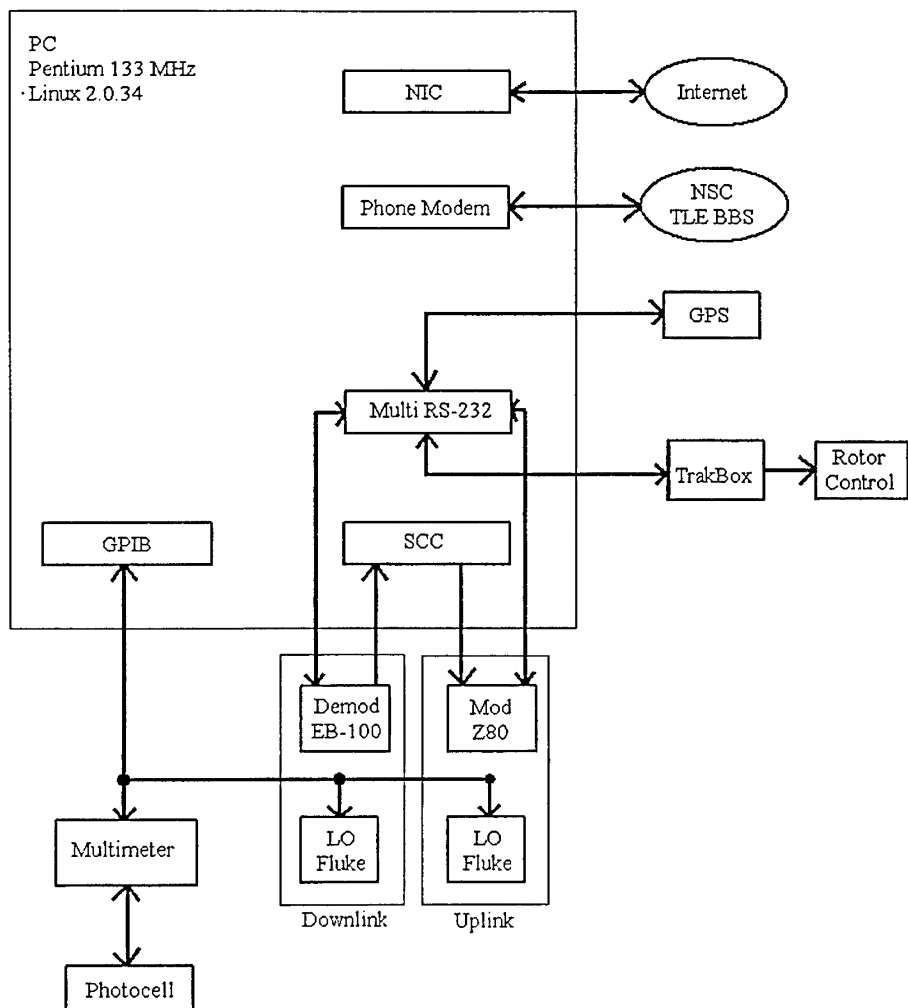 PC
Pentium 133 MHz
Linux 2.0.34
NIC
Internet
Phone Modem
NSC
TLE BBS
GPS
Multi RS-232
TrakBox
Rotor
Control
GPIB
SCC
Demod
EB-100
Mod
Z80
Multimeter
LO
Fluke
LO
Fluke
Downlink
Uplink
Photocell